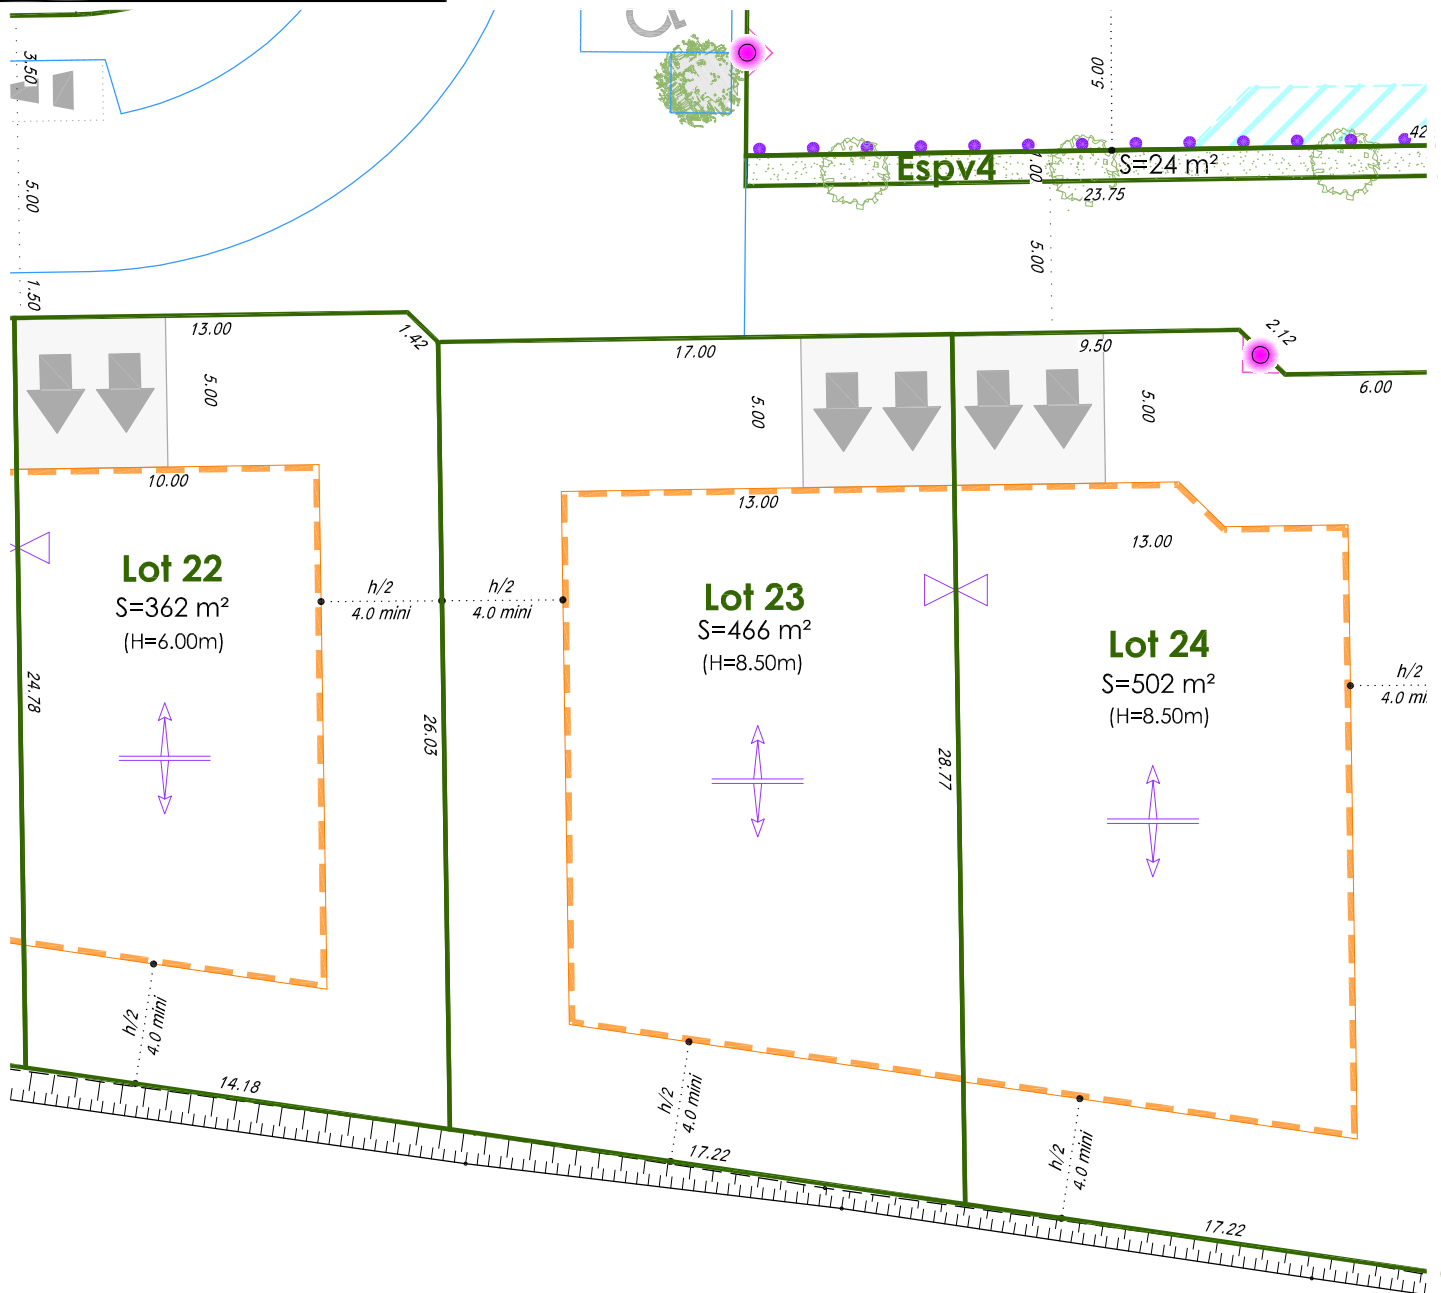 3.50
5.00
42
Espv4
1.00
S=24 m²
23.75
5.00
5.00
1.50
13.00
1.42
17.00
9.50
2.12
6.00
5.00
5.00
5.00
10.00
13.00
13.00
Lot 22
S=362 m²
(H=6.00m)
h/2
4.0 mini
h/2
4.0 mini
Lot 23
S=466 m²
(H=8.50m)
Lot 24
S=502 m²
(H=8.50m)
h/2
4.0 mi
24.78
26.03
28.77
h/2
4.0 mini
14.18
h/2
4.0 mini
17.22
h/2
4.0 mini
17.22